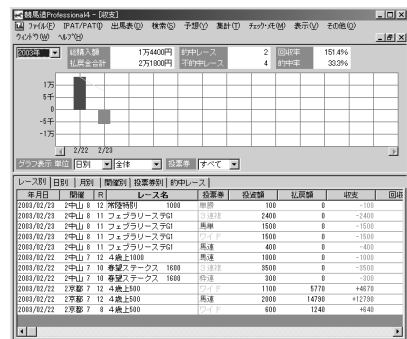 競馬道Professional4 - [収支]
ファイル(F) IPAT/PAT(I) 出馬表(D) 検索(S) 予想(Y) 集計(T) チェック・メモ(M) 表示(V) その他(O)
ウィンドウ(W) ヘルプ(H)
2003年 総購入額 1万4400円 的中レース 2 回収率 151.4%
払戻金合計 2万1800円 不的中レース 4 的中率 33.3%
1万
5千
0
-5千
-1万
2/22 2/23
グラフ表示 単位 日別 全体 投票券 すべて
レース別 日別 月別 開催別 投票券別 的中レース
年月日 開催 R レース名 投票券 投資額 払戻額 収支 回収
2003/02/23 2中山 8 12 常陸特別 1000 単勝 100 0 -100
2003/02/23 2中山 8 11 フェブラリーステG1 3連複 2400 0 -2400
2003/02/23 2中山 8 11 フェブラリーステG1 馬単 1500 0 -1500
2003/02/23 2中山 8 11 フェブラリーステG1 ワイド 1500 0 -1500
2003/02/23 2中山 8 11 フェブラリーステG1 馬連 400 0 -400
2003/02/22 2中山 7 12 4歳上1000 馬連 1000 0 -1000
2003/02/22 2中山 7 10 春望ステークス 1600 3連複 3500 0 -3500
2003/02/22 2中山 7 10 春望ステークス 1600 枠連 300 0 -300
2003/02/22 2京都 7 12 4歳上500 ワイド 1100 5770 +4670
2003/02/22 2京都 7 12 4歳上500 馬連 2000 14790 +12790
2003/02/22 2京都 7 8 4歳上500 ワイド 600 1240 +640